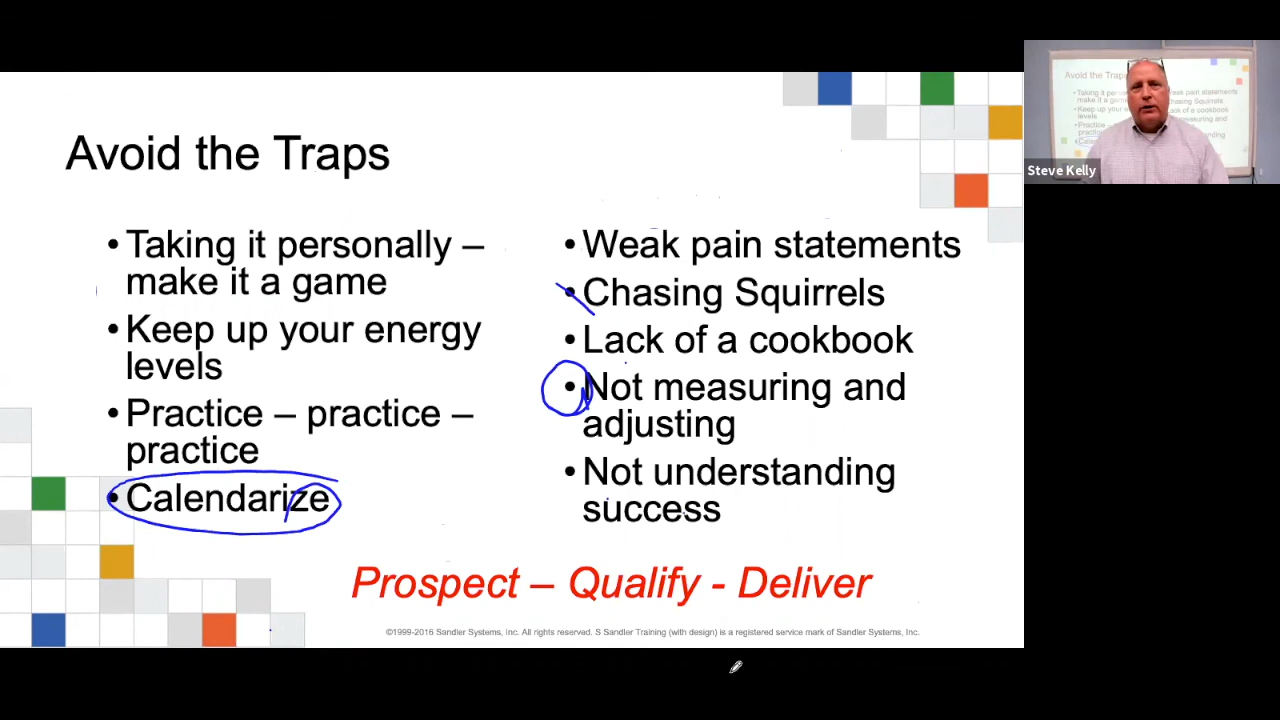 Avoid the Traps
• Taking it personally –
make it a game
• Keep up your energy
levels
• Practice – practice –
practice
• Calendarize
• Weak pain statements
• Chasing Squirrels
• Lack of a cookbook
• Not measuring and
adjusting
• Not understanding
success
Prospect – Qualify - Deliver
©1999-2016 Sandler Systems, Inc. All rights reserved. S Sandler Training (with design) is a registered service mark of Sandler Systems, Inc.
Steve Kelly